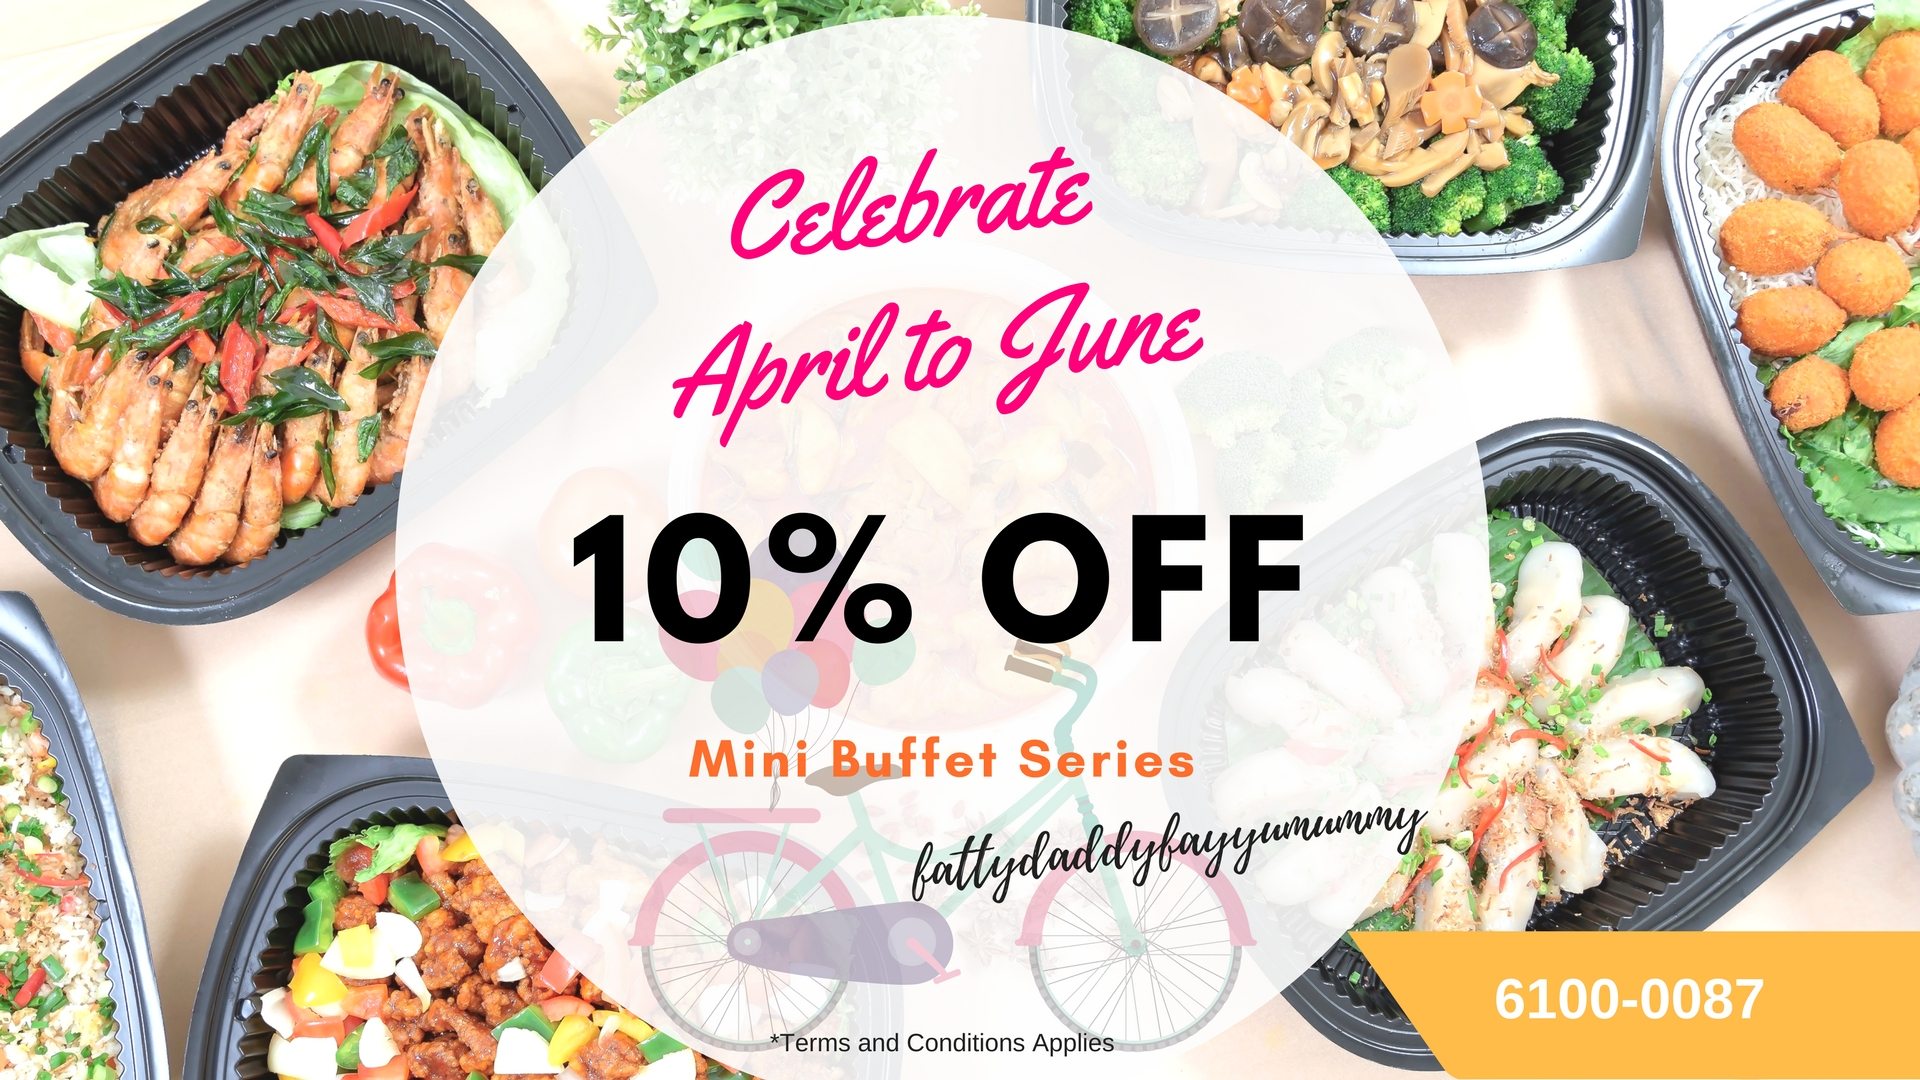 Celebrate
April to June
10% OFF
Mini Buffet Series
fattydaddyfayyumummy
6100-0087
*Terms and Conditions Applies